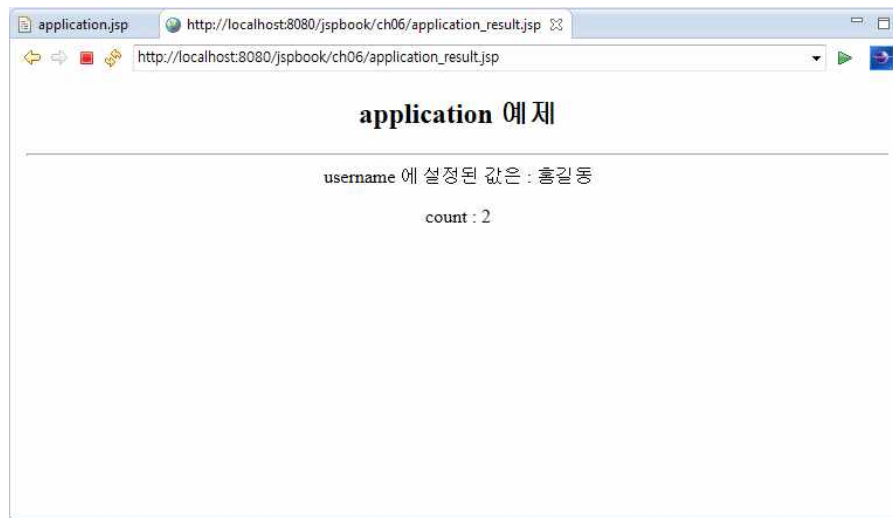 application.jsp
http://localhost:8080/jspbook/ch06/application_result.jsp
http://localhost:8080/jspbook/ch06/application_result.jsp
application 예제
username 에 설정된 값은 : 홍길동
count : 2